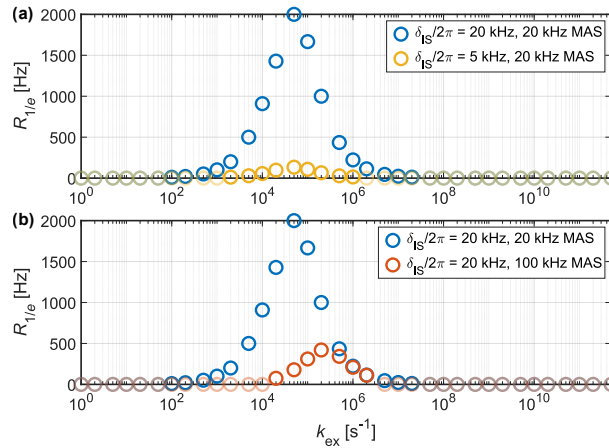 (a)
2000
1500
1000
500
0
R1/e [Hz]
δIS/2π = 20 kHz, 20 kHz MAS
δIS/2π = 5 kHz, 20 kHz MAS
10^0 10^2 10^4 10^6 10^8 10^10
(b)
2000
1500
1000
500
0
R1/e [Hz]
δIS/2π = 20 kHz, 20 kHz MAS
δIS/2π = 20 kHz, 100 kHz MAS
10^0 10^2 10^4 10^6 10^8 10^10
kex [s^-1]